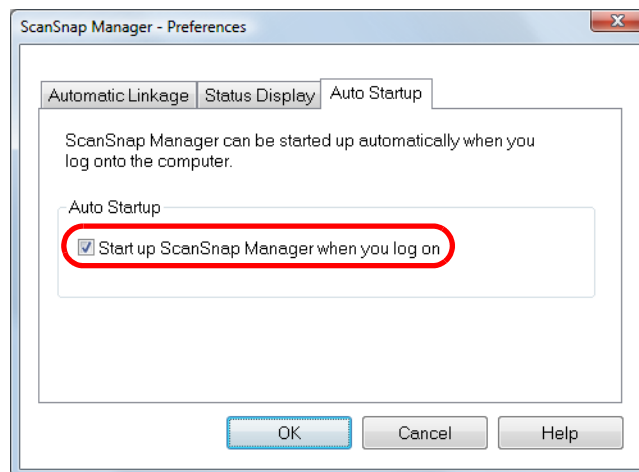 ScanSnap Manager - Preferences
Automatic Linkage
Status Display
Auto Startup
ScanSnap Manager can be started up automatically when you
log onto the computer.
Auto Startup
Start up ScanSnap Manager when you log on
OK
Cancel
Help